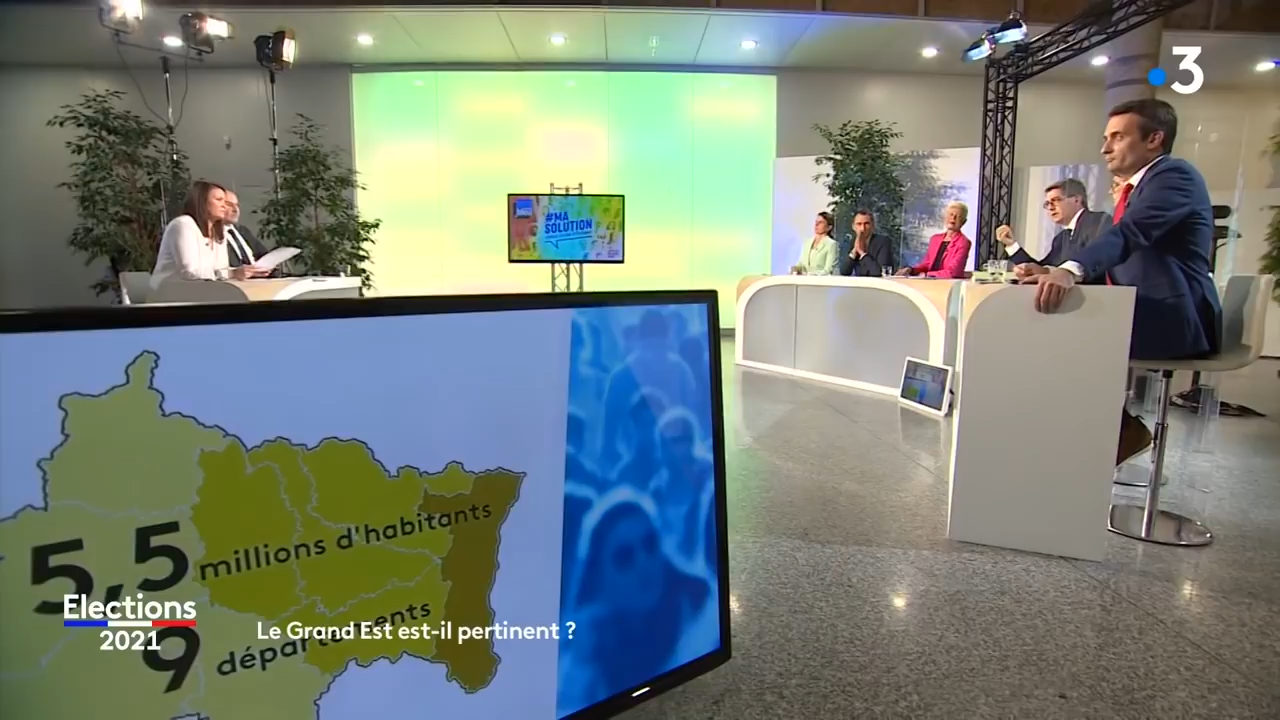 3
#MA
SOLUTION
5,5 millions d'habitants
9 départements
Elections
2021
Le Grand Est est-il pertinent ?